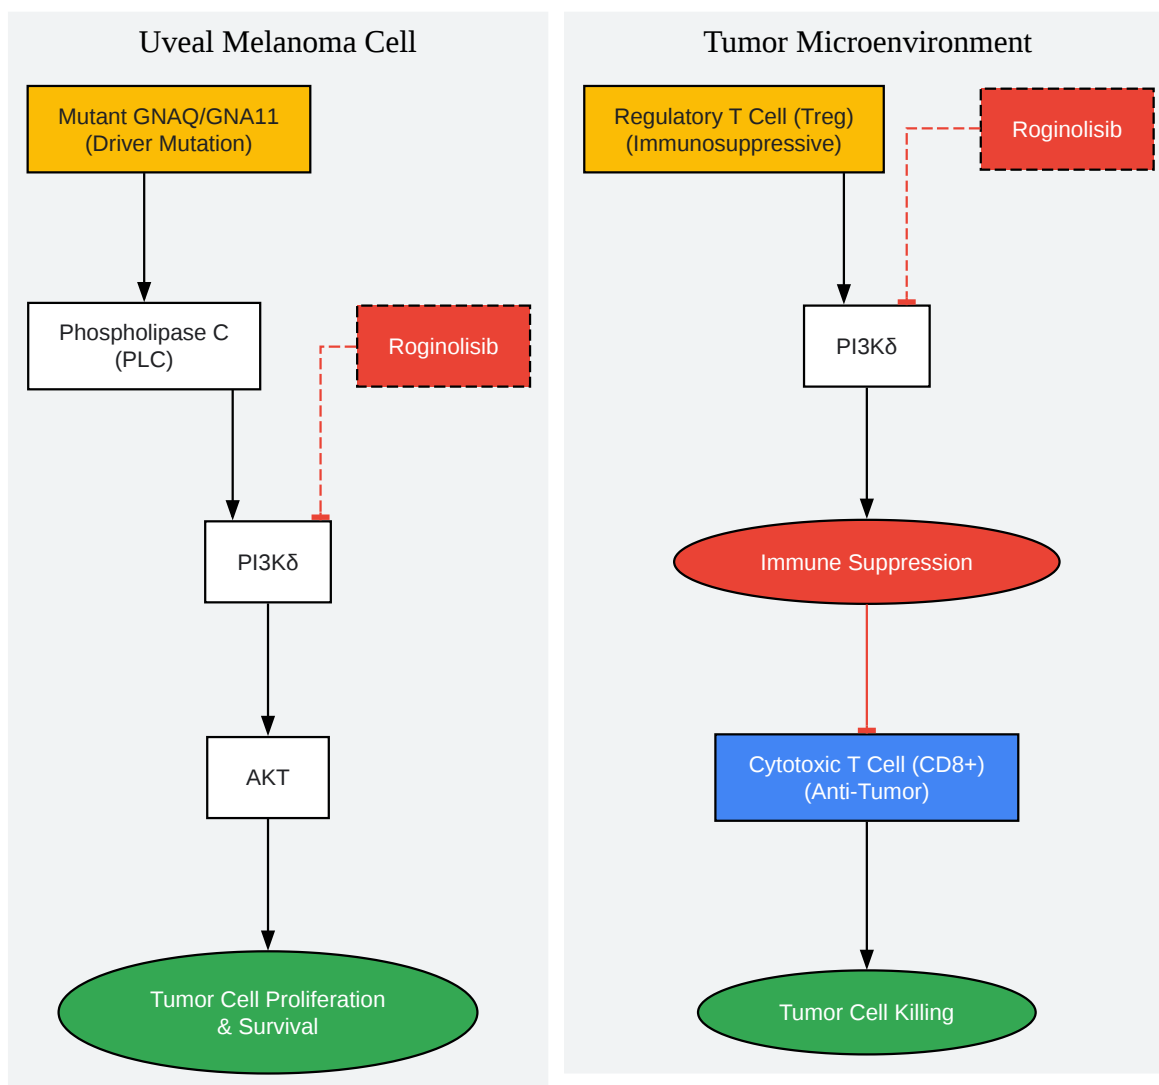 Uveal Melanoma Cell
Mutant GNAQ/GNA11
(Driver Mutation)
Phospholipase C
(PLC)
Roginolisib
PI3Kδ
AKT
Tumor Cell Proliferation
& Survival
Tumor Microenvironment
Regulatory T Cell (Treg)
(Immunosuppressive)
Roginolisib
PI3Kδ
Immune Suppression
Cytotoxic T Cell (CD8+)
(Anti-Tumor)
Tumor Cell Killing